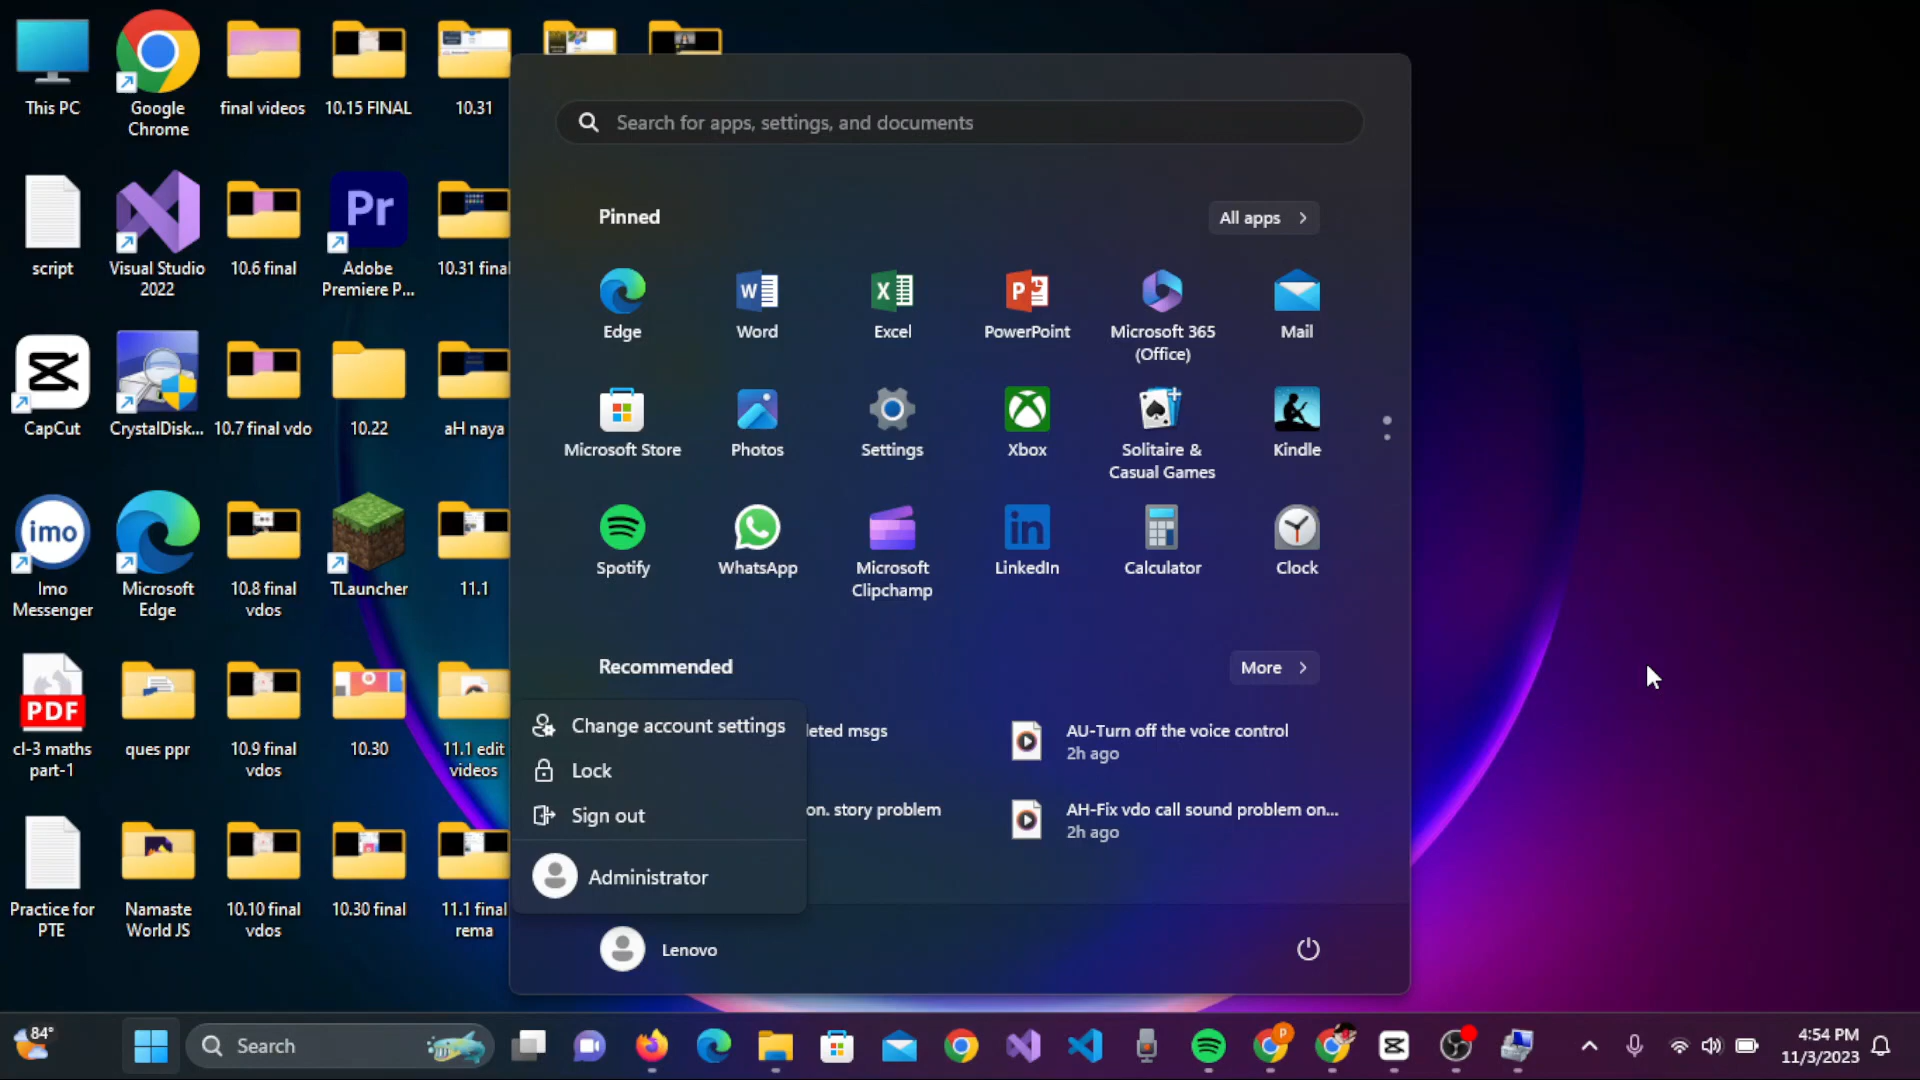 This PC
Google
Chrome
final videos
10.15 FINAL
10.31
script
Visual Studio
2022
10.6 final
Pr
Adobe
Premiere P...
10.31 final
CapCut
CrystalDisk...
10.7 final vdo
10.22
aH naya
imo
Imo
Messenger
Microsoft
Edge
10.8 final
vdos
TLauncher
11.1
PDF
cl-3 maths
part-1
ques ppr
10.9 final
vdos
10.30
11.1 edit
videos
Practice for
PTE
Namaste
World JS
10.10 final
vdos
10.30 final
11.1 final
rema
Search for apps, settings, and documents
Pinned
All apps
Edge
Word
Excel
PowerPoint
Microsoft 365
(Office)
Mail
Microsoft Store
Photos
Settings
Xbox
Solitaire &
Casual Games
Kindle
Spotify
WhatsApp
Microsoft
Clipchamp
LinkedIn
Calculator
Clock
Recommended
More
leted msgs
AU-Turn off the voice control
2h ago
on. story problem
AH-Fix vdo call sound problem on...
2h ago
Change account settings
Lock
Sign out
Administrator
Lenovo
84°
Search
4:54 PM
11/3/2023